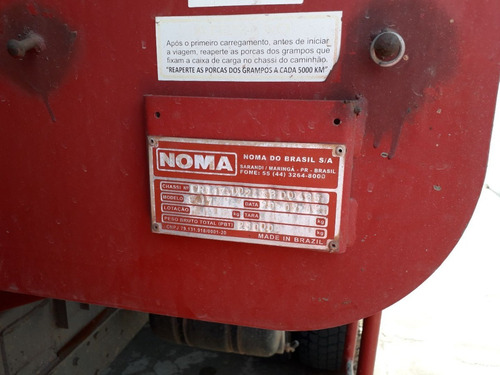 Após o primeiro carregamento, antes de iniciar
a viagem, reaperte as porcas dos grampos que
fixam a caixa de carga no chassi do caminhão.
"REAPERTE AS PORCAS DOS GRAMPOS A CADA 5000 KM"
NOMA
NOMA DO BRASIL S/A
SARANDI / MARINGÁ - PR - BRASIL
FONE: 55 (44) 3264-8000
CHASSI Nº
MODELO DATA
LOTAÇÃO kg TARA kg
PESO BRUTO TOTAL (PBT) kg
MADE IN BRAZIL